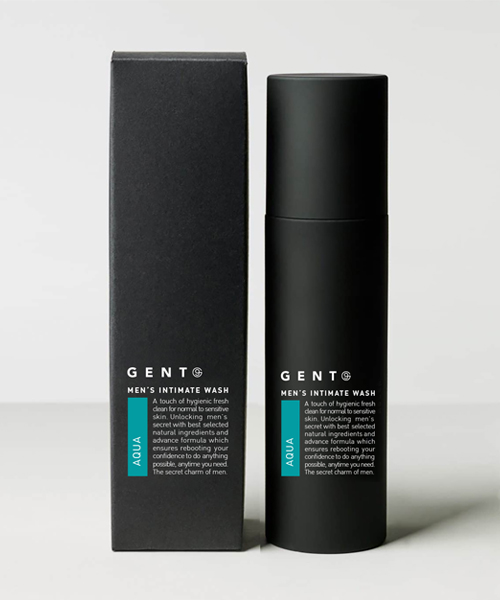 GENT
MEN'S INTIMATE WASH
AQUA
A touch of hygienic fresh
clean for normal to sensitive
skin. Unlocking men's
secret with best selected
natural ingredients and
advance formula which
ensures rebooting your
confidence to do anything
possible, anytime you need.
The secret charm of men.
GENT
MEN'S INTIMATE WASH
AQUA
A touch of hygienic fresh
clean for normal to sensitive
skin. Unlocking men's
secret with best selected
natural ingredients and
advance formula which
ensures rebooting your
confidence to do anything
possible, anytime you need.
The secret charm of men.